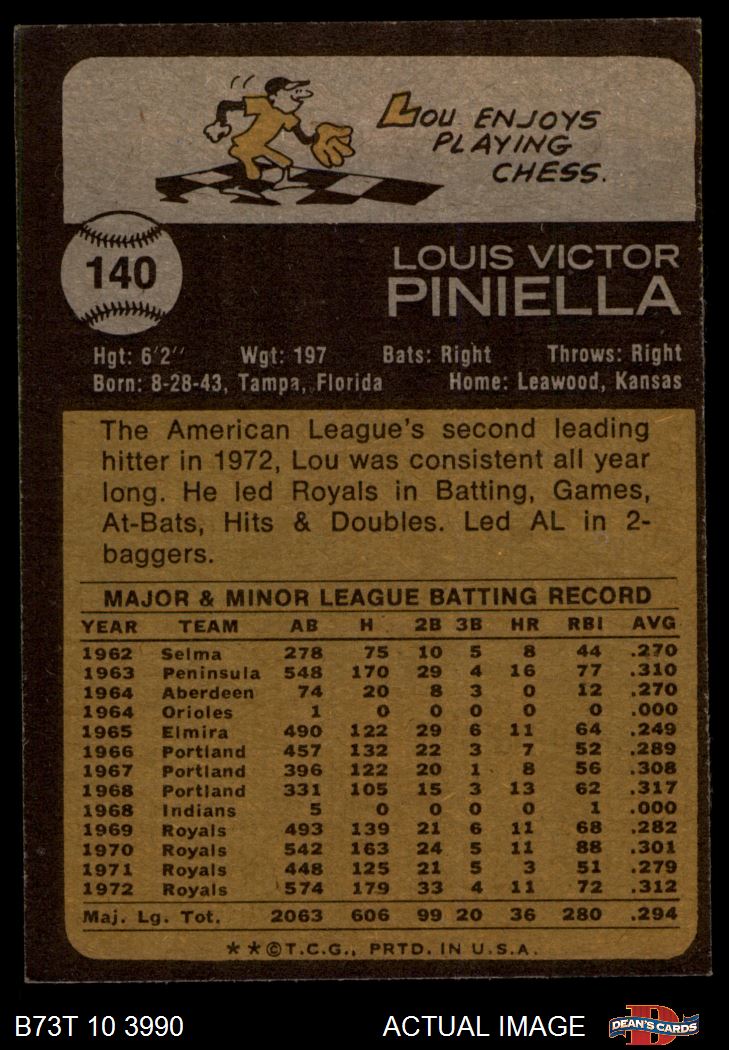 LOU ENJOYS
PLAYING
CHESS.
140
LOUIS VICTOR
PINIELLA
Hgt: 6'2" Wgt: 197 Bats: Right Throws: Right
Born: 8-28-43, Tampa, Florida Home: Leawood, Kansas
The American League's second leading
hitter in 1972, Lou was consistent all year
long. He led Royals in Batting, Games,
At-Bats, Hits & Doubles. Led AL in 2-
baggers.
MAJOR & MINOR LEAGUE BATTING RECORD
YEAR TEAM AB H 2B 3B HR RBI AVG
1962 Selma 278 75 10 5 8 44 .270
1963 Peninsula 548 170 29 4 16 77 .310
1964 Aberdeen 74 20 8 3 0 12 .270
1964 Orioles 1 0 0 0 0 0 .000
1965 Elmira 490 122 29 6 11 64 .249
1966 Portland 457 132 22 3 7 52 .289
1967 Portland 396 122 20 1 8 56 .308
1968 Portland 331 105 15 3 13 62 .317
1968 Indians 5 0 0 0 0 1 .000
1969 Royals 493 139 21 6 11 68 .282
1970 Royals 542 163 24 5 11 88 .301
1971 Royals 448 125 21 5 3 51 .279
1972 Royals 574 179 33 4 11 72 .312
Maj. Lg. Tot. 2063 606 99 20 36 280 .294
**©T.C.G., PRTD. IN U.S.A.
B73T 10 3990 ACTUAL IMAGE D DEAN'S CARDS